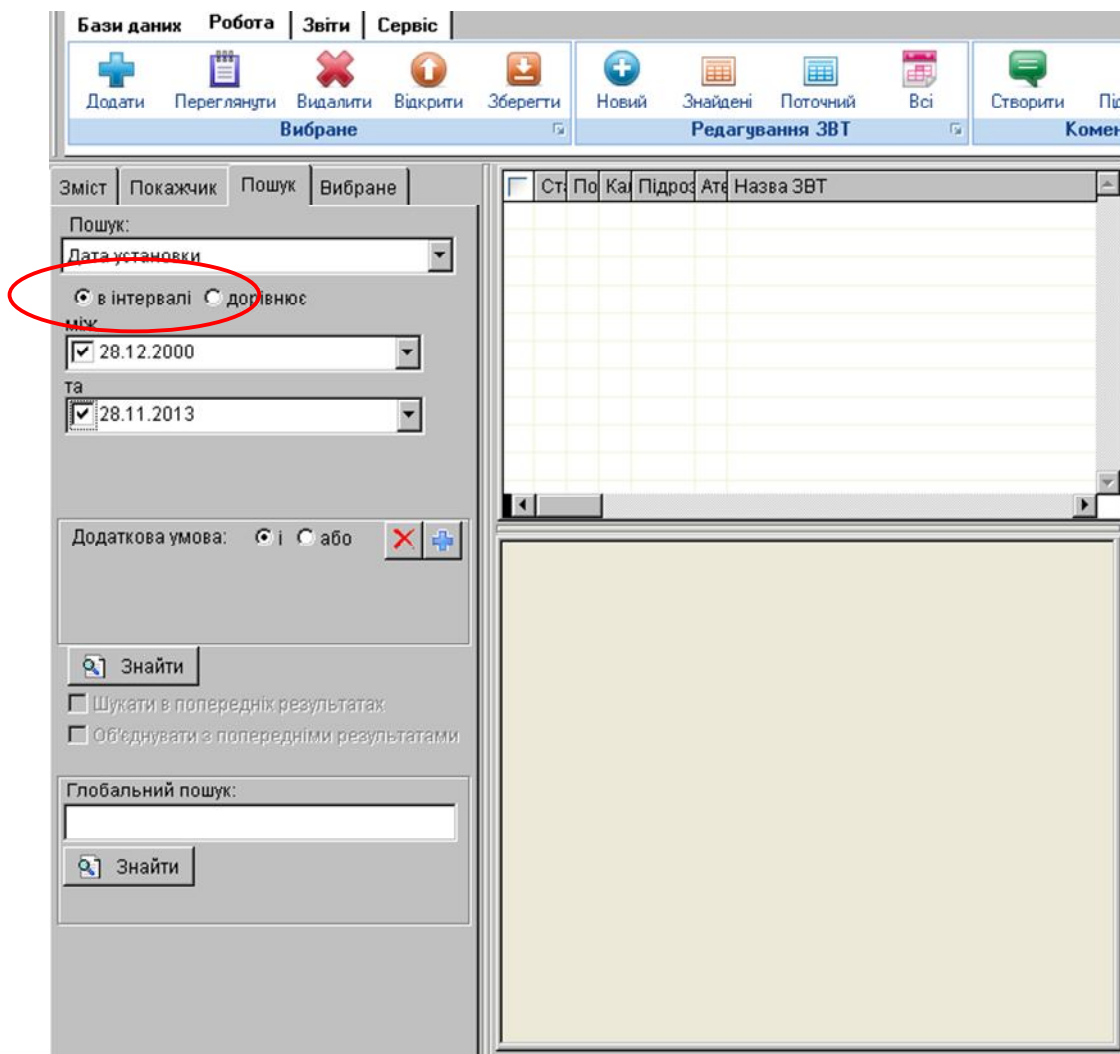 Бази даних Робота Звіти Сервіс
Додати Переглянути Видалити Відкрити Зберегти Новий Знайдені Поточний Всі Створити
Вибране Редагування ЗВТ
Зміст Покажчик Пошук Вибране
Назва ЗВТ
Пошук:
Дата установки
в інтервалі дорівнює
між
28.12.2000
та
28.11.2013
Додаткова умова: і або
Знайти
Шукати в попередніх результатах
Об'єднувати з попередніми результатами
Глобальний пошук:
Знайти